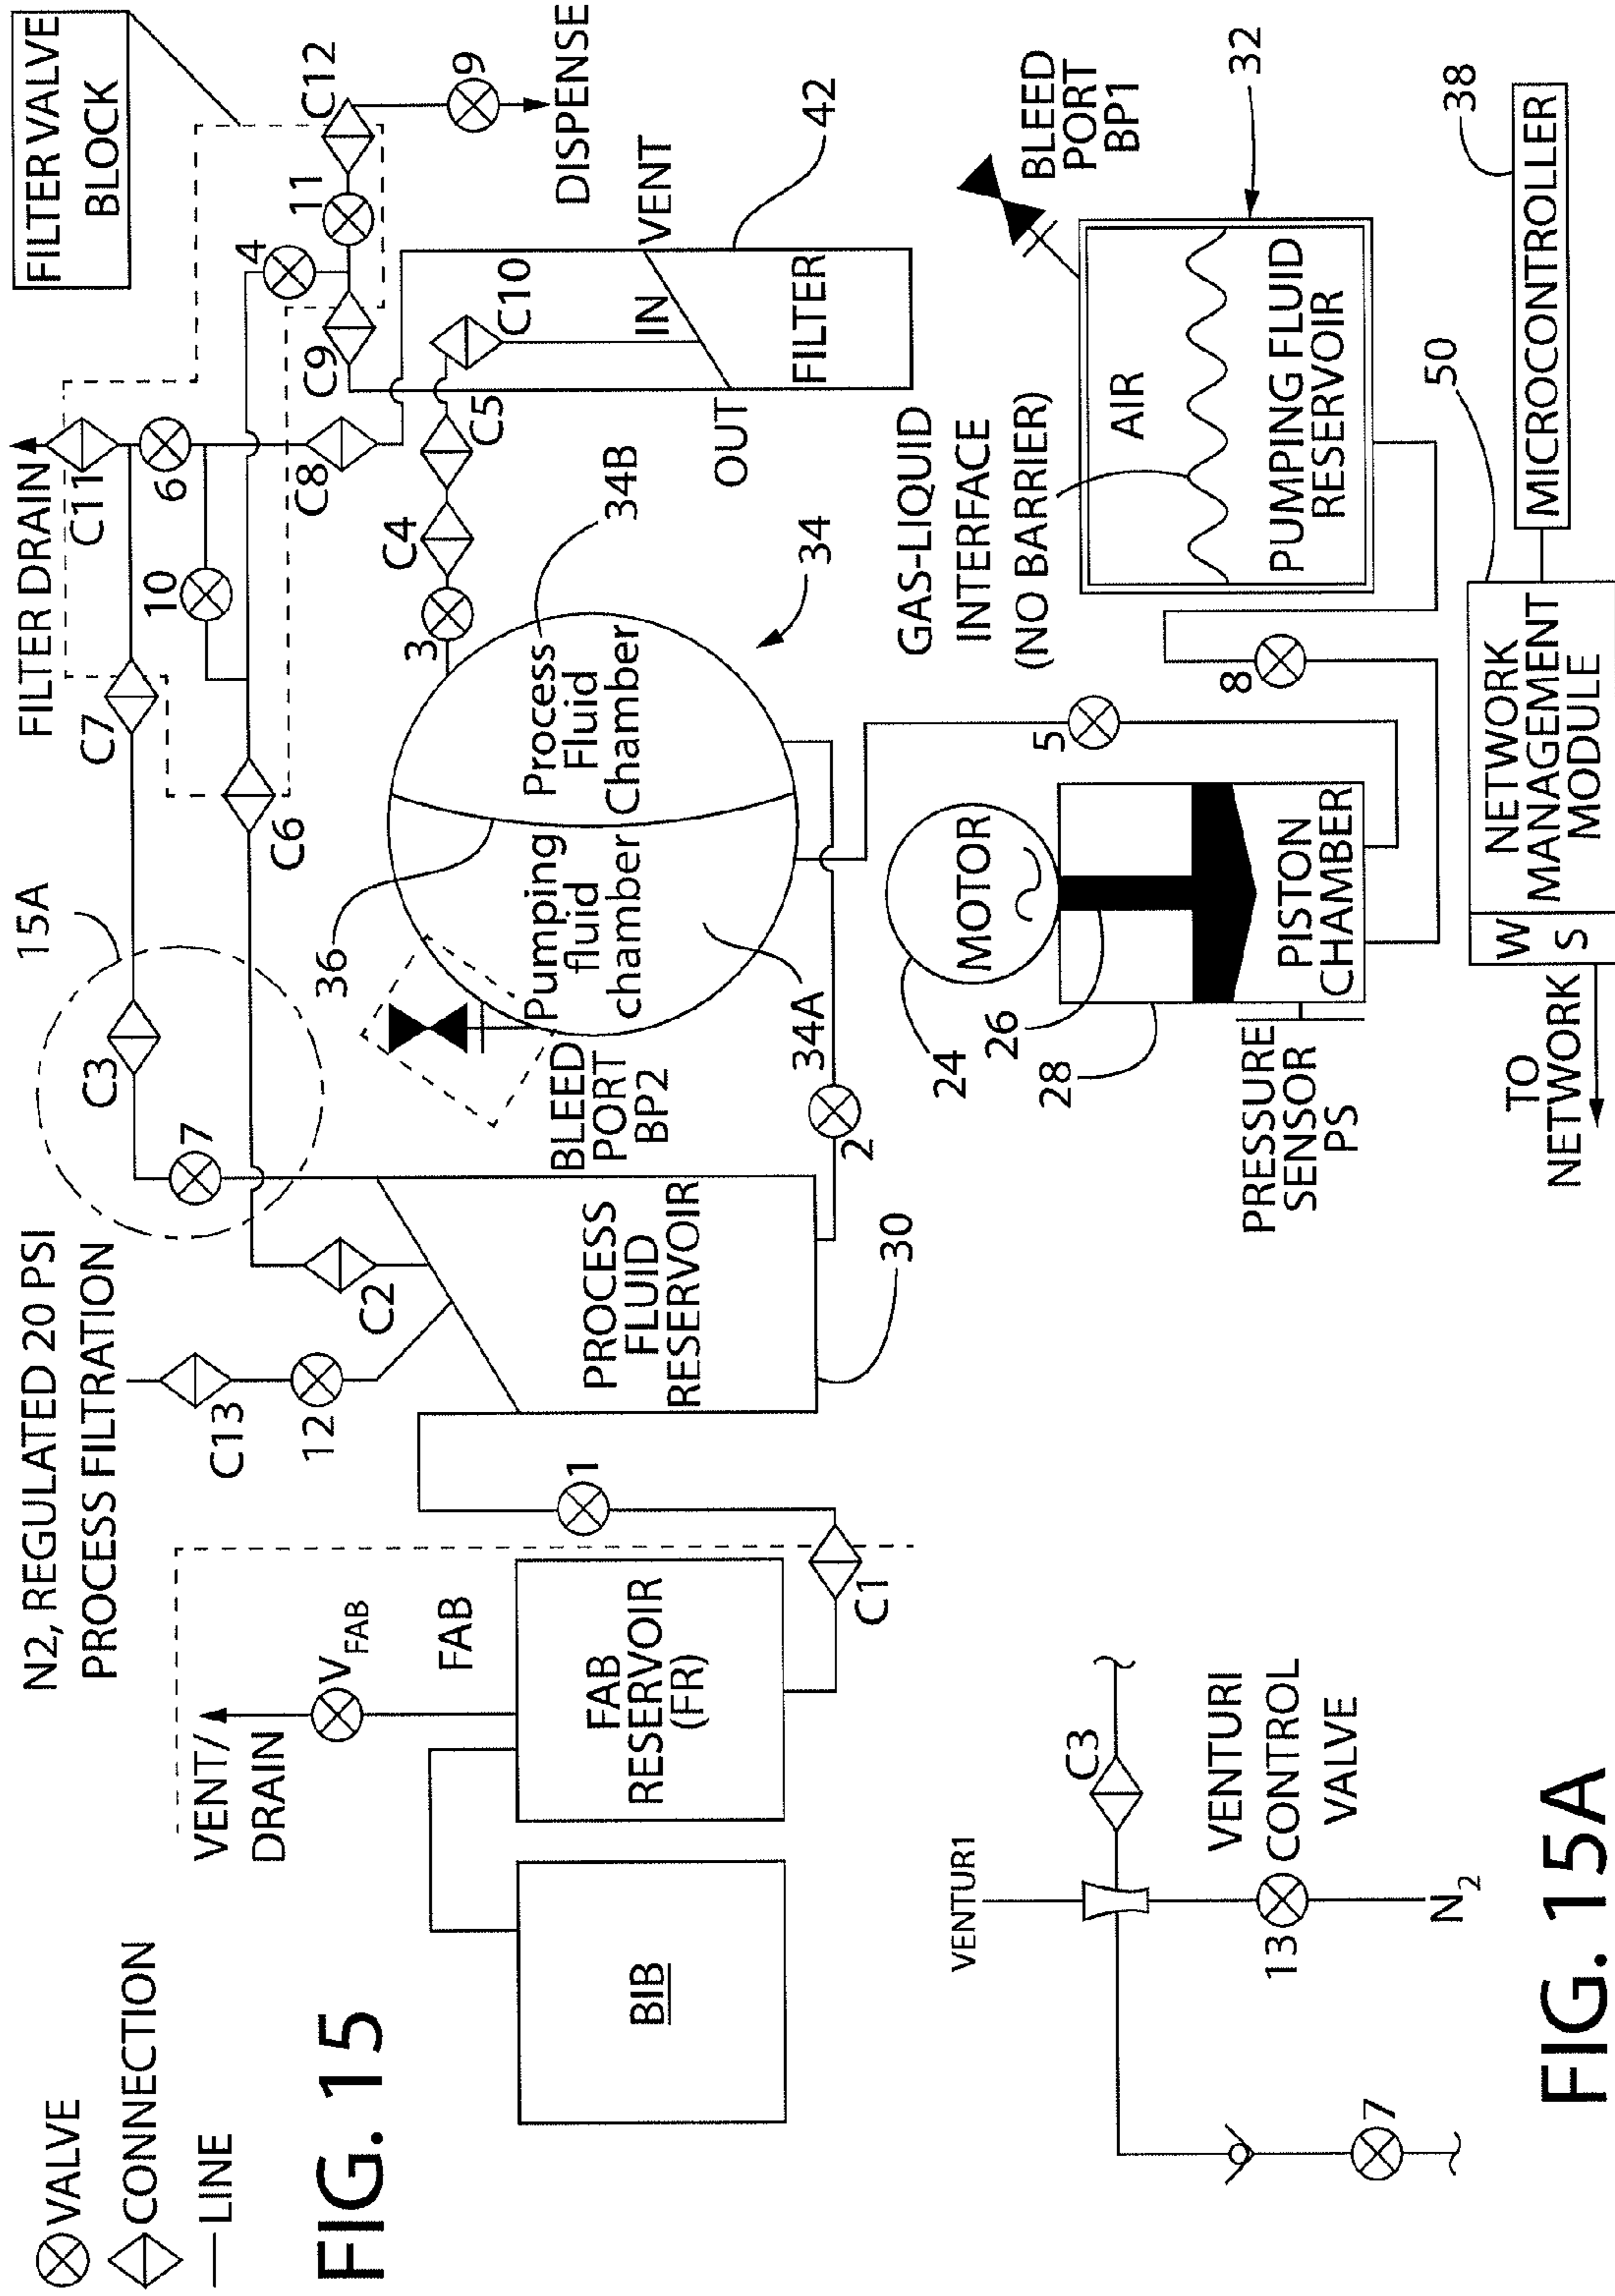 VALVE
CONNECTION
LINE
FIG. 15
N2, REGULATED 20 PSI
PROCESS FILTRATION
C13
12
VENT/
DRAIN
VFAB
FAB
BIB
FAB
RESERVOIR
(FR)
C1
1
C2
PROCESS
FLUID
RESERVOIR
30
15A
C3
7
C7
C6
FILTER DRAIN
C11
6
10
C8
FILTER VALVE
BLOCK
4
11
C12
C9
9
DISPENSE
3
C4
C5
C10
IN
VENT
OUT
FILTER
42
36
Pumping
fluid
chamber
Process
Fluid
Chamber
34B
34
34A
BLEED
PORT
BP2
2
5
8
MOTOR
24
26
28
PISTON
CHAMBER
PRESSURE
SENSOR
PS
GAS-LIQUID
INTERFACE
(NO BARRIER)
AIR
PUMPING FLUID
RESERVOIR
BLEED
PORT
BP1
32
38
MICROCONTROLLER
50
NETWORK
MANAGEMENT
MODULE
W
S
TO
NETWORK
VENTURI
C3
VENTURI
CONTROL
VALVE
13
N2
7
FIG. 15A